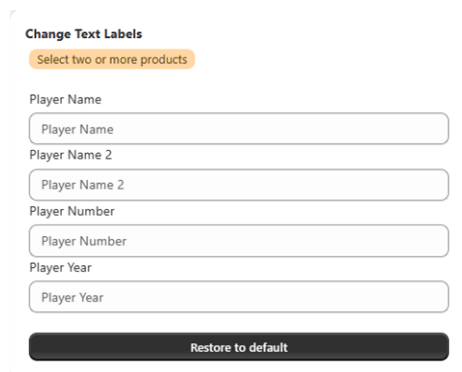 Change Text Labels
Select two or more products
Player Name
Player Name
Player Name 2
Player Name 2
Player Number
Player Number
Player Year
Player Year
Restore to default